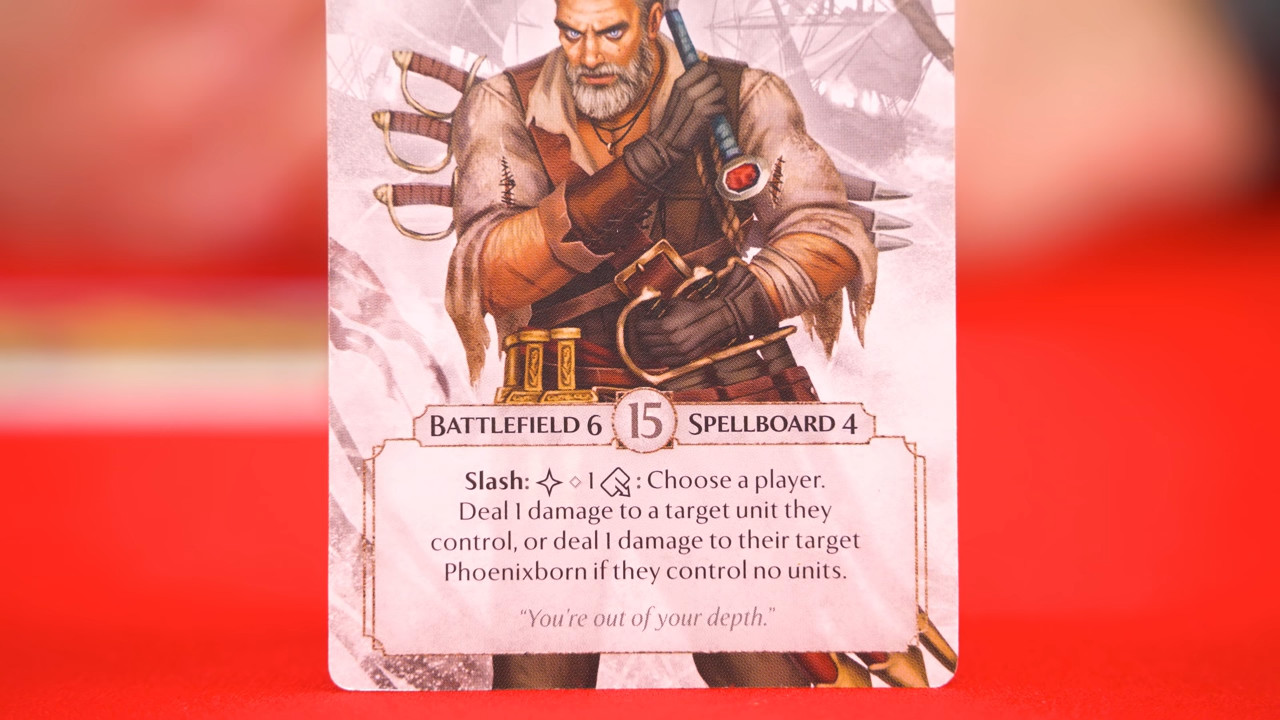 BATTLEFIELD 6 15 SPELLBOARD 4
Slash: ✧ ◇ 1 : Choose a player.
Deal 1 damage to a target unit they
control, or deal 1 damage to their target
Phoenixborn if they control no units.
“You're out of your depth.”